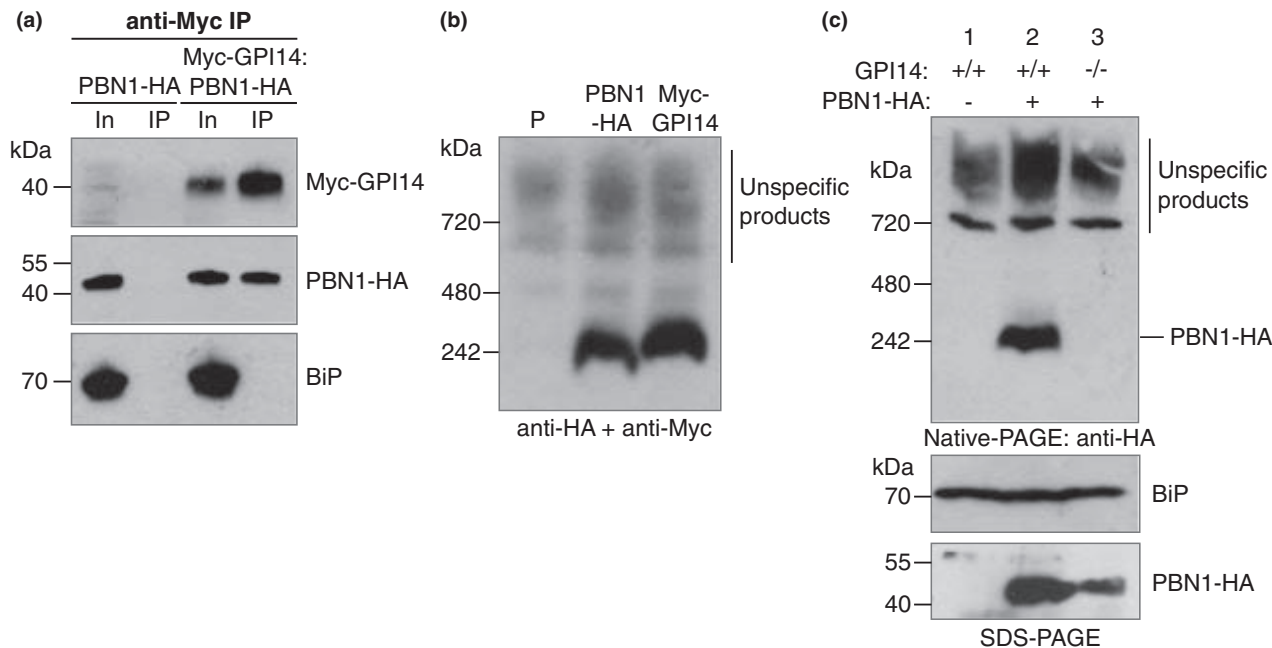 (a)
anti-Myc IP
Myc-GPI14:
PBN1-HA PBN1-HA
In IP In IP
kDa
40 Myc-GPI14
55
40 PBN1-HA
70 BiP
(b)
PBN1 Myc-
P -HA GPI14
kDa
Unspecific
products
720
480
242
anti-HA + anti-Myc
(c)
1 2 3
GPI14: +/+ +/+ -/-
PBN1-HA: - + +
kDa
Unspecific
products
720
480
242 PBN1-HA
Native-PAGE: anti-HA
kDa
70 BiP
55
PBN1-HA
40
SDS-PAGE